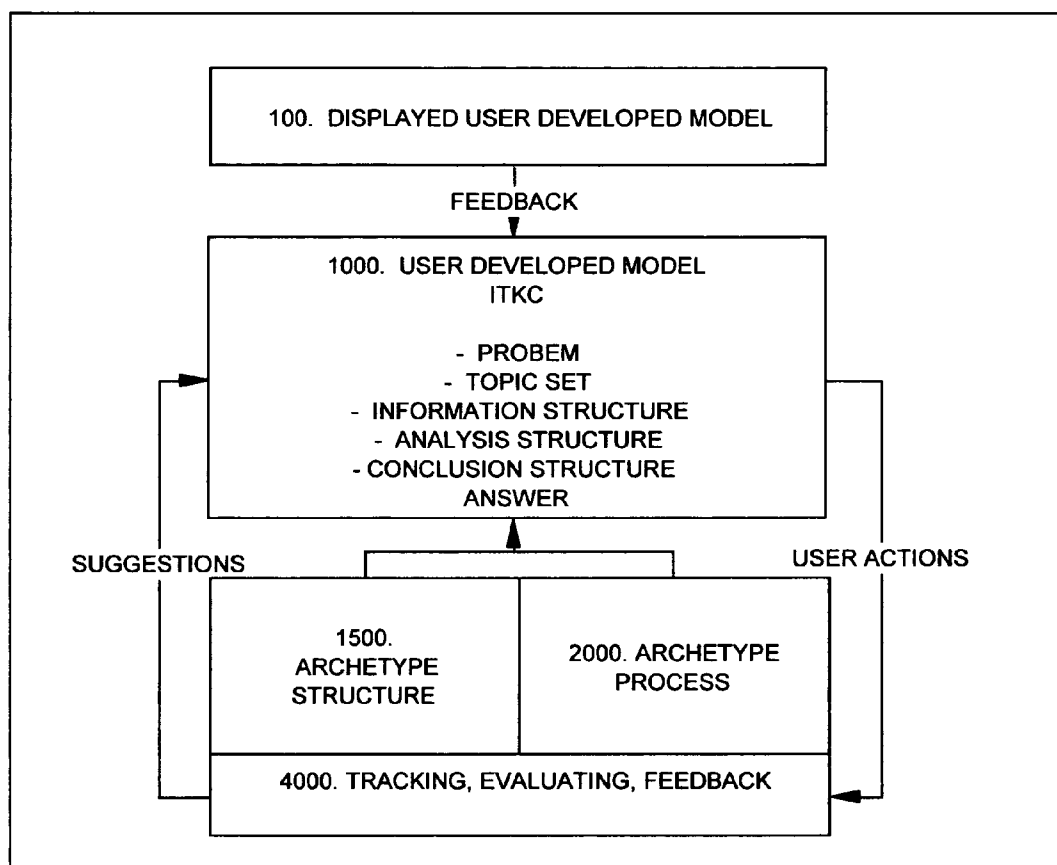 100. DISPLAYED USER DEVELOPED MODEL
FEEDBACK
1000. USER DEVELOPED MODEL
ITKC
- PROBEM
- TOPIC SET
- INFORMATION STRUCTURE
- ANALYSIS STRUCTURE
- CONCLUSION STRUCTURE
ANSWER
SUGGESTIONS
USER ACTIONS
1500.
ARCHETYPE
STRUCTURE
2000. ARCHETYPE
PROCESS
4000. TRACKING, EVALUATING, FEEDBACK